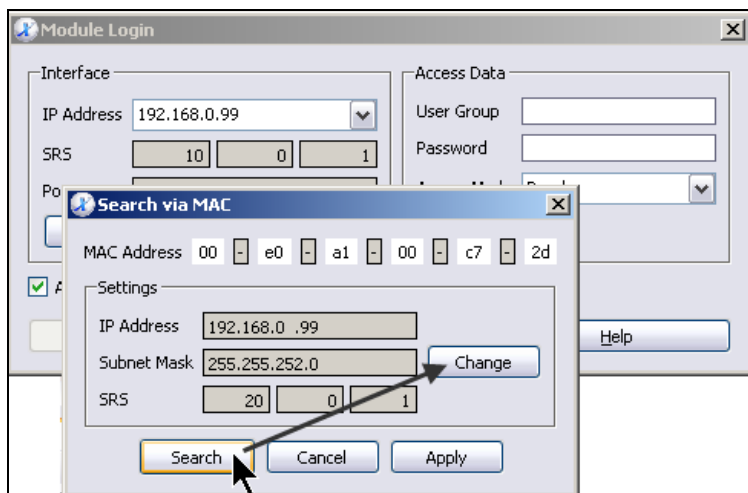 Module Login
Interface
Access Data
IP Address 192.168.0.99
User Group
SRS 10 0 1
Password
Po
Search via MAC
MAC Address 00 - e0 - a1 - 00 - c7 - 2d
A
Settings
IP Address 192.168.0 .99
Help
Subnet Mask 255.255.252.0
Change
SRS 20 0 1
Search Cancel Apply